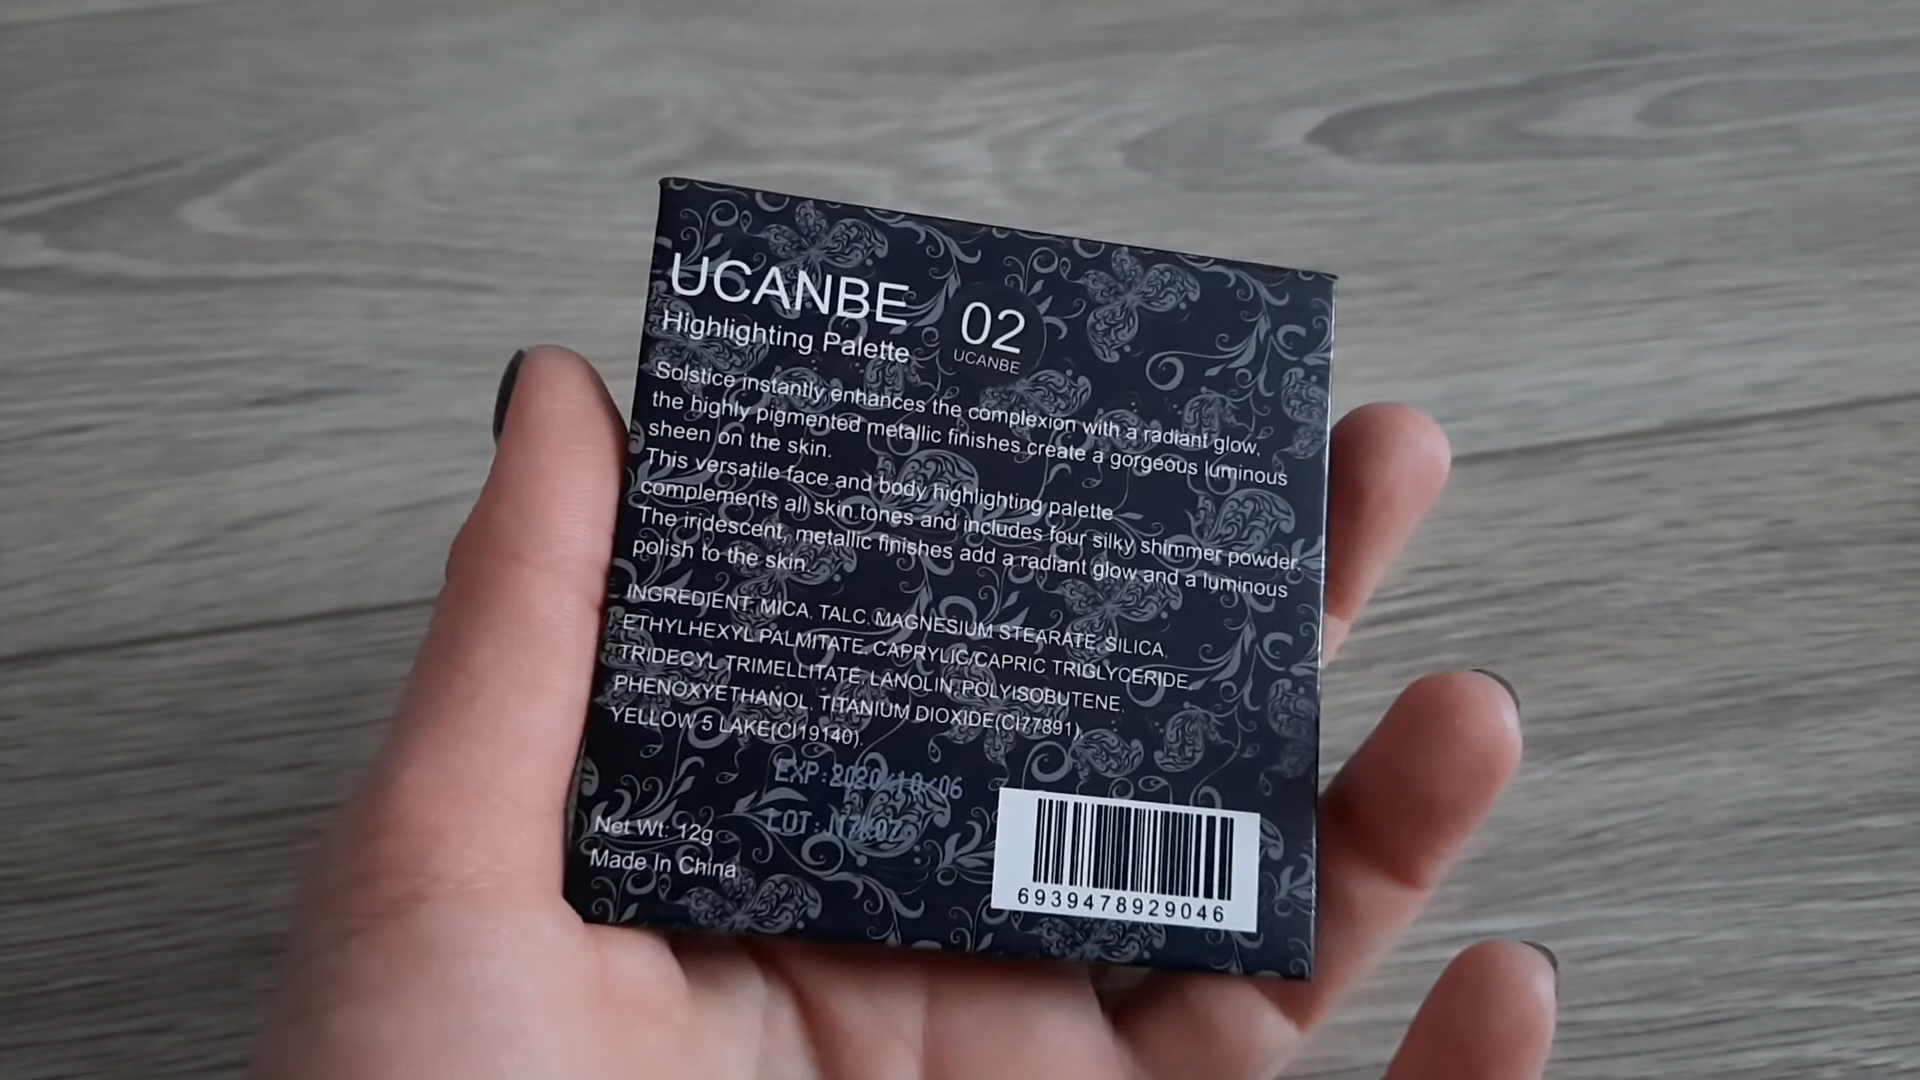 UCANBE
Highlighting Palette
02
UCANBE
Solstice instantly enhances the complexion with a radiant glow,
the highly pigmented metallic finishes create a gorgeous luminous
sheen on the skin.
This versatile face and body highlighting palette
complements all skin tones and includes four silky shimmer powder.
The iridescent, metallic finishes add a radiant glow and a luminous
polish to the skin.
INGREDIENT: MICA, TALC, MAGNESIUM STEARATE, SILICA,
ETHYLHEXYL PALMITATE, CAPRYLIC/CAPRIC TRIGLYCERIDE,
TRIDECYL TRIMELLITATE, LANOLIN, POLYISOBUTENE,
PHENOXYETHANOL, TITANIUM DIOXIDE(CI77891),
YELLOW 5 LAKE(CI19140).
EXP:2020/10/06
LOT:
Net Wt: 12g
Made In China
6939478929046